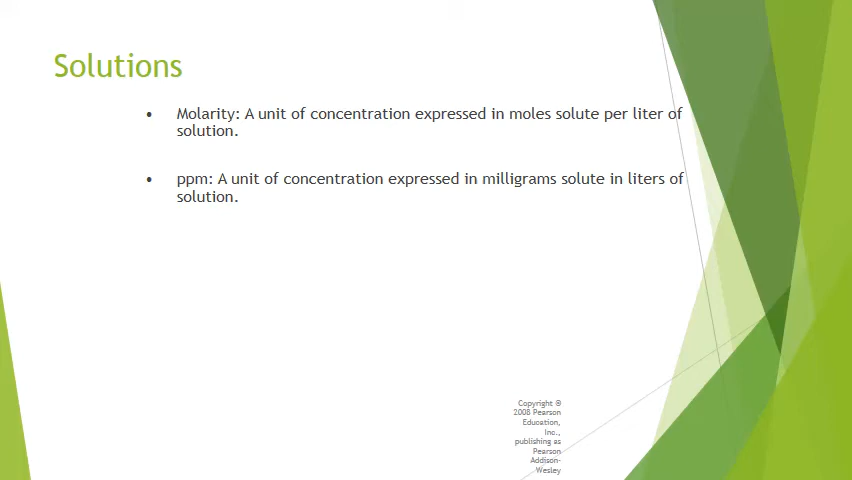 Solutions
• Molarity: A unit of concentration expressed in moles solute per liter of
solution.
• ppm: A unit of concentration expressed in milligrams solute in liters of
solution.
Copyright ©
2008 Pearson
Education,
Inc.,
publishing as
Pearson
Addison-
Wesley